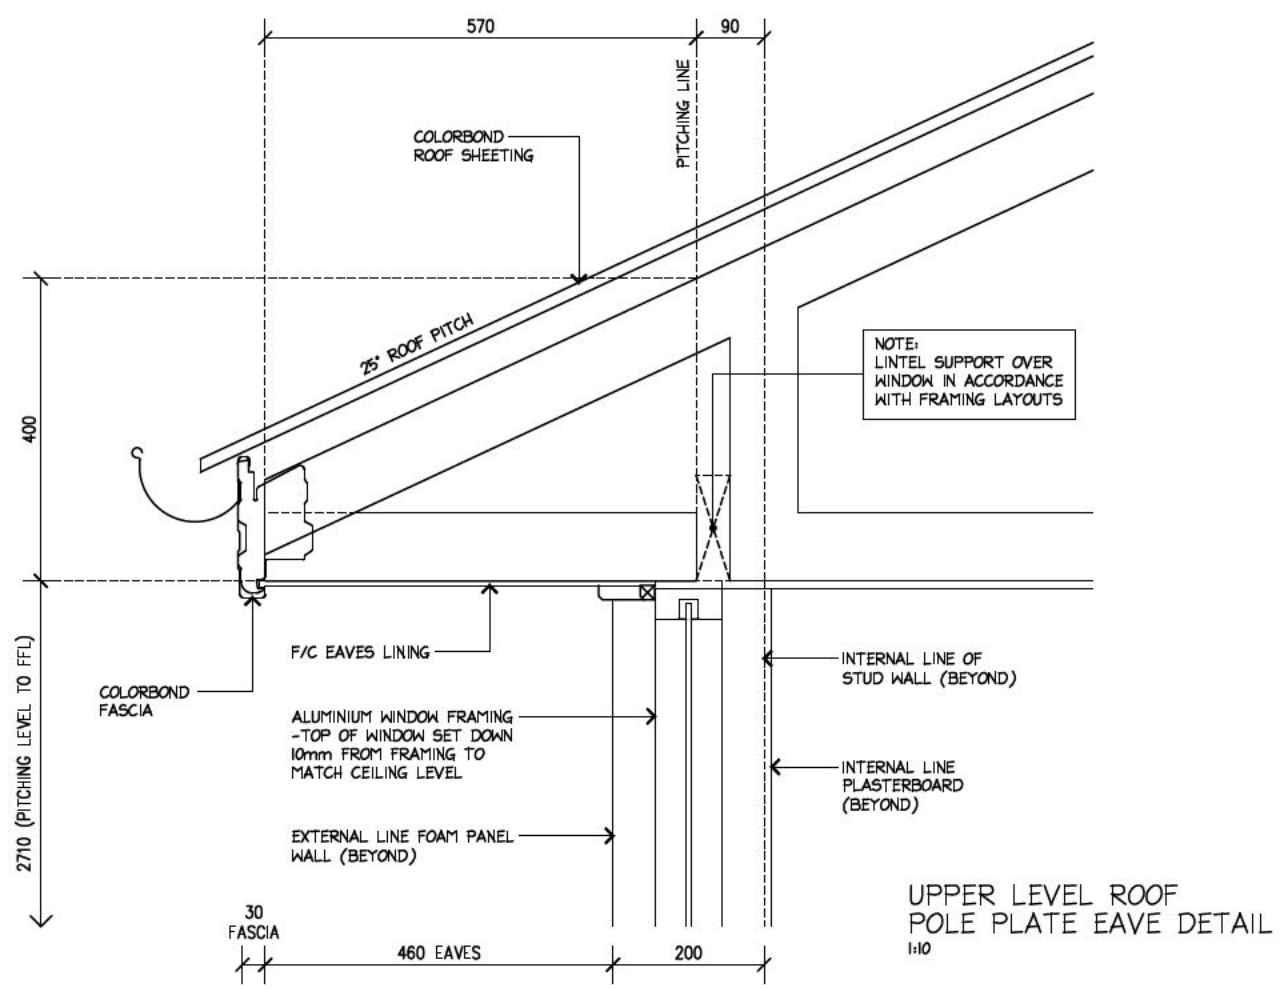 570
90
PITCHING LINE
COLORBOND
ROOF SHEETING
25° ROOF PITCH
400
NOTE:
LINTEL SUPPORT OVER
WINDOW IN ACCORDANCE
WITH FRAMING LAYOUTS
2710 (PITCHING LEVEL TO FFL)
F/C EAVES LINING
COLORBOND
FASCIA
ALUMINIUM WINDOW FRAMING
-TOP OF WINDOW SET DOWN
10mm FROM FRAMING TO
MATCH CEILING LEVEL
EXTERNAL LINE FOAM PANEL
WALL (BEYOND)
INTERNAL LINE OF
STUD WALL (BEYOND)
INTERNAL LINE
PLASTERBOARD
(BEYOND)
30
FASCIA
460 EAVES
200
UPPER LEVEL ROOF
POLE PLATE EAVE DETAIL
1:10